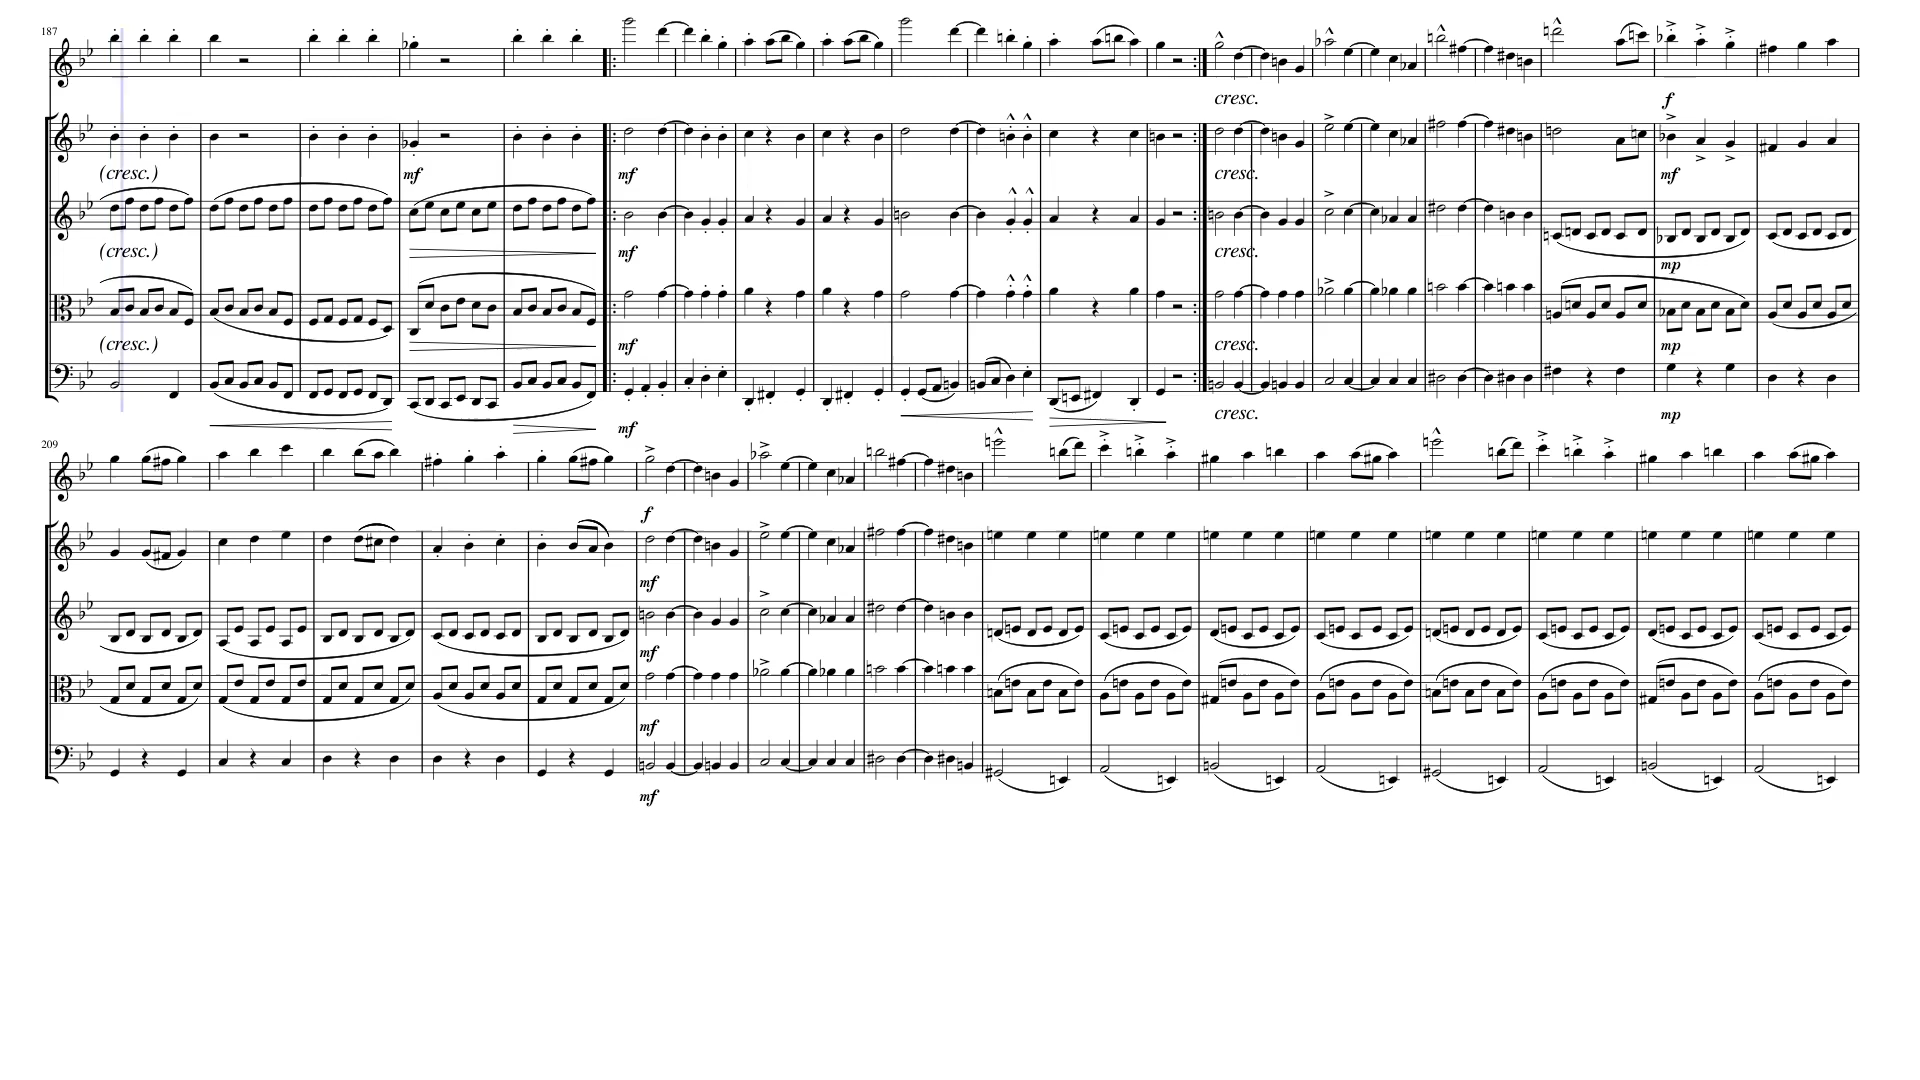 187
cresc.
f
(cresc.) mf mf cresc. mf
(cresc.) mf cresc. mp
(cresc.) mf cresc. mp
cresc. mp
mf
209
f
mf
mf
mf
mf